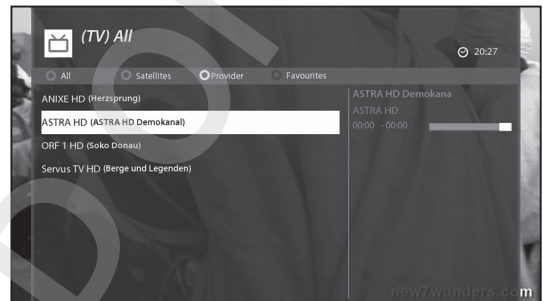 (TV) All
20:27
All Satellites Provider Favourites
ANIXE HD (Herzsprung)
ASTRA HD (ASTRA HD Demokanal)
ORF 1 HD (Soko Donau)
Servus TV HD (Berge und Legenden)
ASTRA HD Demokana
ASTRA HD
00:00 - 00:00
new7wonders.com